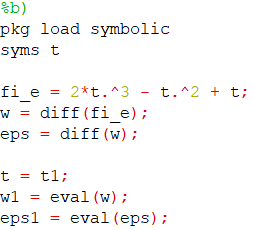 %b)
pkg load symbolic
syms t
fi_e = 2*t.^3 - t.^2 + t;
w = diff(fi_e);
eps = diff(w);
t = t1;
w1 = eval(w);
eps1 = eval(eps);